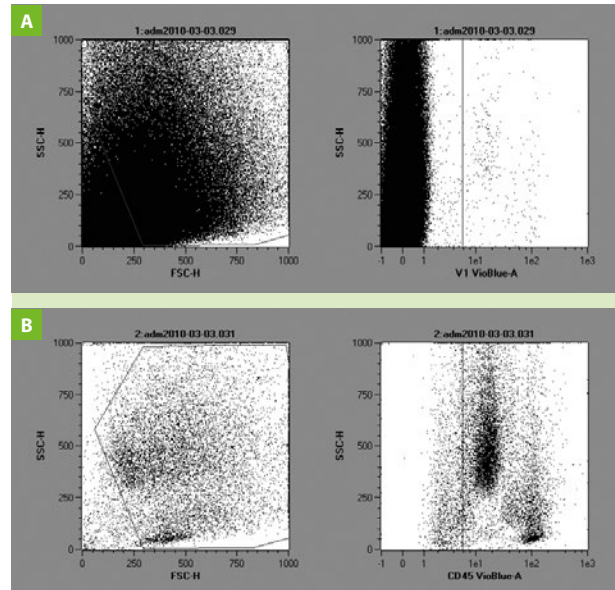 A
1:adm2010-03-03.029
1:adm2010-03-03.029
1000
750
500
250
0
SSC-H
0 250 500 750 1000
FSC-H
1000
750
500
250
0
SSC-H
-1 0 1 1e1 1e2 1e3
V1 VioBlue-A
B
2:adm2010-03-03.031
2:adm2010-03-03.031
1000
750
500
250
0
SSC-H
0 250 500 750 1000
FSC-H
1000
750
500
250
0
SSC-H
-1 0 1 1e1 1e2 1e3
CD45 VioBlue-A